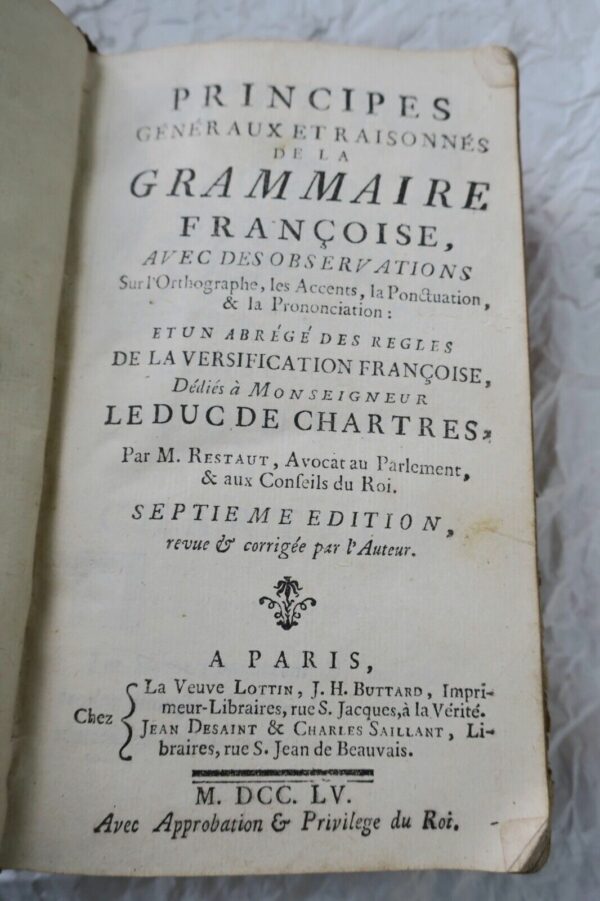 PRINCIPES
GÉNÉRAUX ET RAISONNÉS
DE LA
GRAMMAIRE
FRANÇOISE,
AVEC DES OBSERVATIONS
Sur l'Orthographe, les Accents, la Ponctuation,
& la Prononciation:
ET UN ABRÉGÉ DES REGLES
DE LA VERSIFICATION FRANÇOISE,
Dédiés à MONSEIGNEUR
LE DUC DE CHARTRES,
Par M. RESTAUT, Avocat au Parlement,
& aux Conseils du Roi.
SEPTIEME EDITION,
revue & corrigée par l'Auteur.
A PARIS,
Chez
La Veuve LOTTIN, J. H. BUTTARD, Impri-
meur-Libraires, rue S. Jacques, à la Vérité.
JEAN DESAINT & CHARLES SAILLANT, Li-
braires, rue S. Jean de Beauvais.
M. DCC. LV.
Avec Approbation & Privilege du Roi.